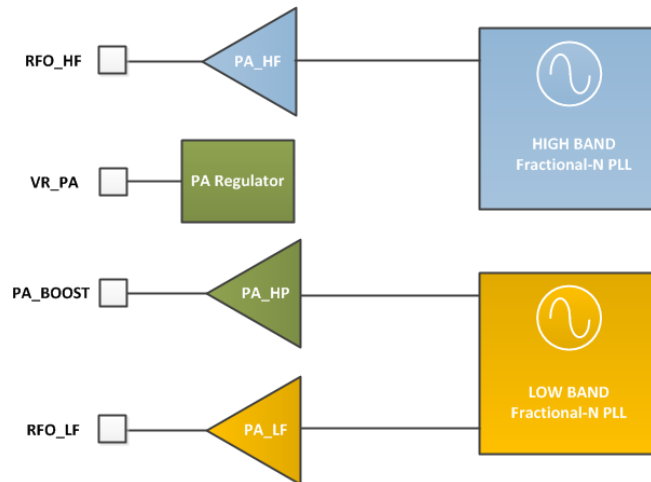 RFO_HF
PA_HF
HIGH BAND
Fractional-N PLL
VR_PA
PA Regulator
PA_BOOST
PA_HP
LOW BAND
Fractional-N PLL
RFO_LF
PA_LF